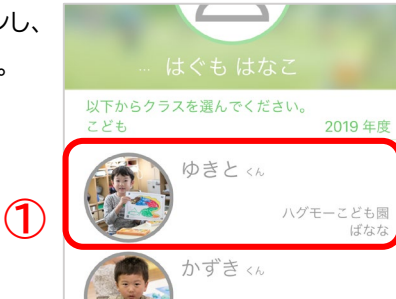 ンし、
。
… はぐも はなこ
以下からクラスを選んでください。
こども 2019 年度
①
ゆきと くん
ハグモーこども園
ばなな
かずき くん